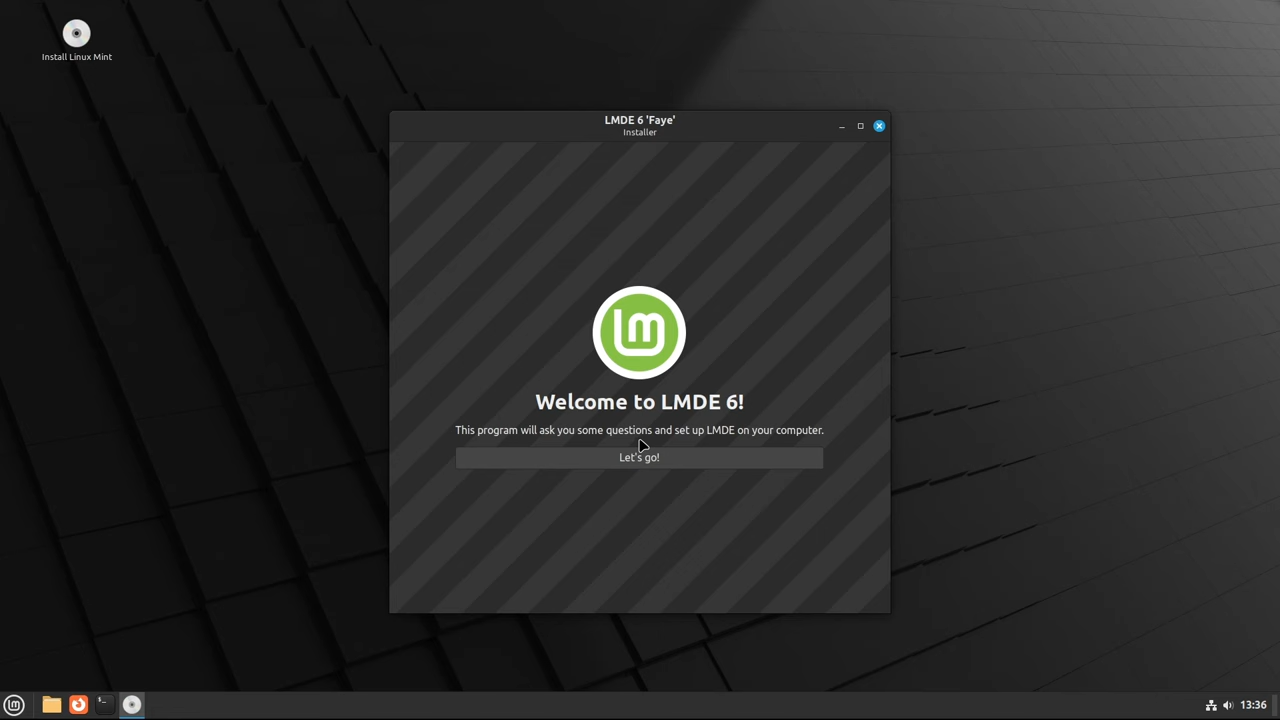 Install Linux Mint
LMDE 6 'Faye'
Installer
lm
Welcome to LMDE 6!
This program will ask you some questions and set up LMDE on your computer.
Let's go!
13:36